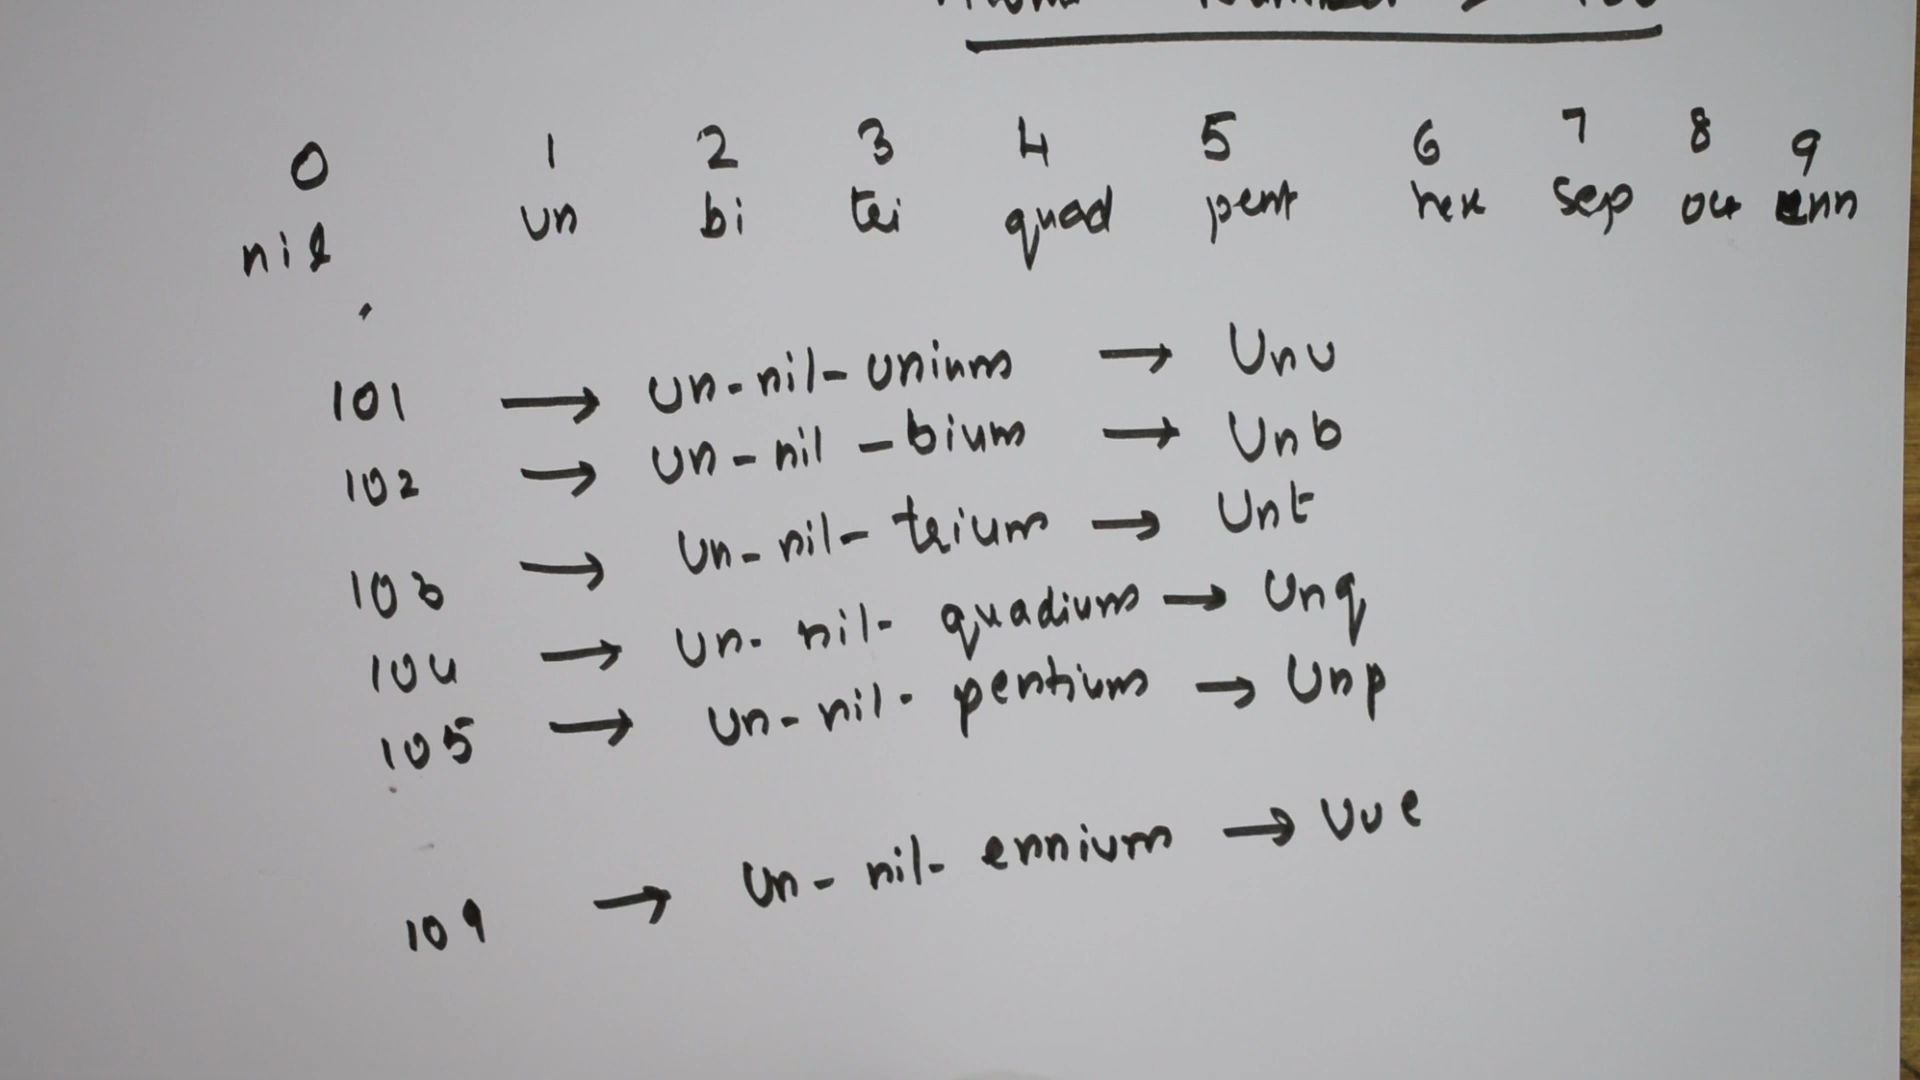 Number > 100
0 1 2 3 4 5 6 7 8 9
nil un bi tri quad pent hex sep oct enn
101 → un-nil-unium → Unu
102 → un-nil-bium → Unb
103 → Un-nil-trium → Unt
104 → un-nil-quadium → Unq
105 → un-nil-pentium → Unp
109 → Un-nil-ennium → Uue